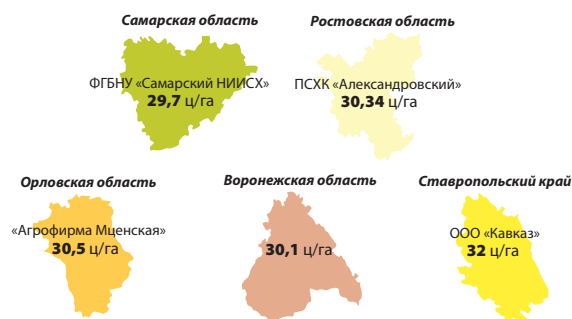 Самарская область
ФГБНУ «Самарский НИИСХ»
29,7 ц/га
Ростовская область
ПСХК «Александровский»
30,34 ц/га
Орловская область
«Агрофирма Мценская»
30,5 ц/га
Воронежская область
30,1 ц/га
Ставропольский край
ООО «Кавказ»
32 ц/га